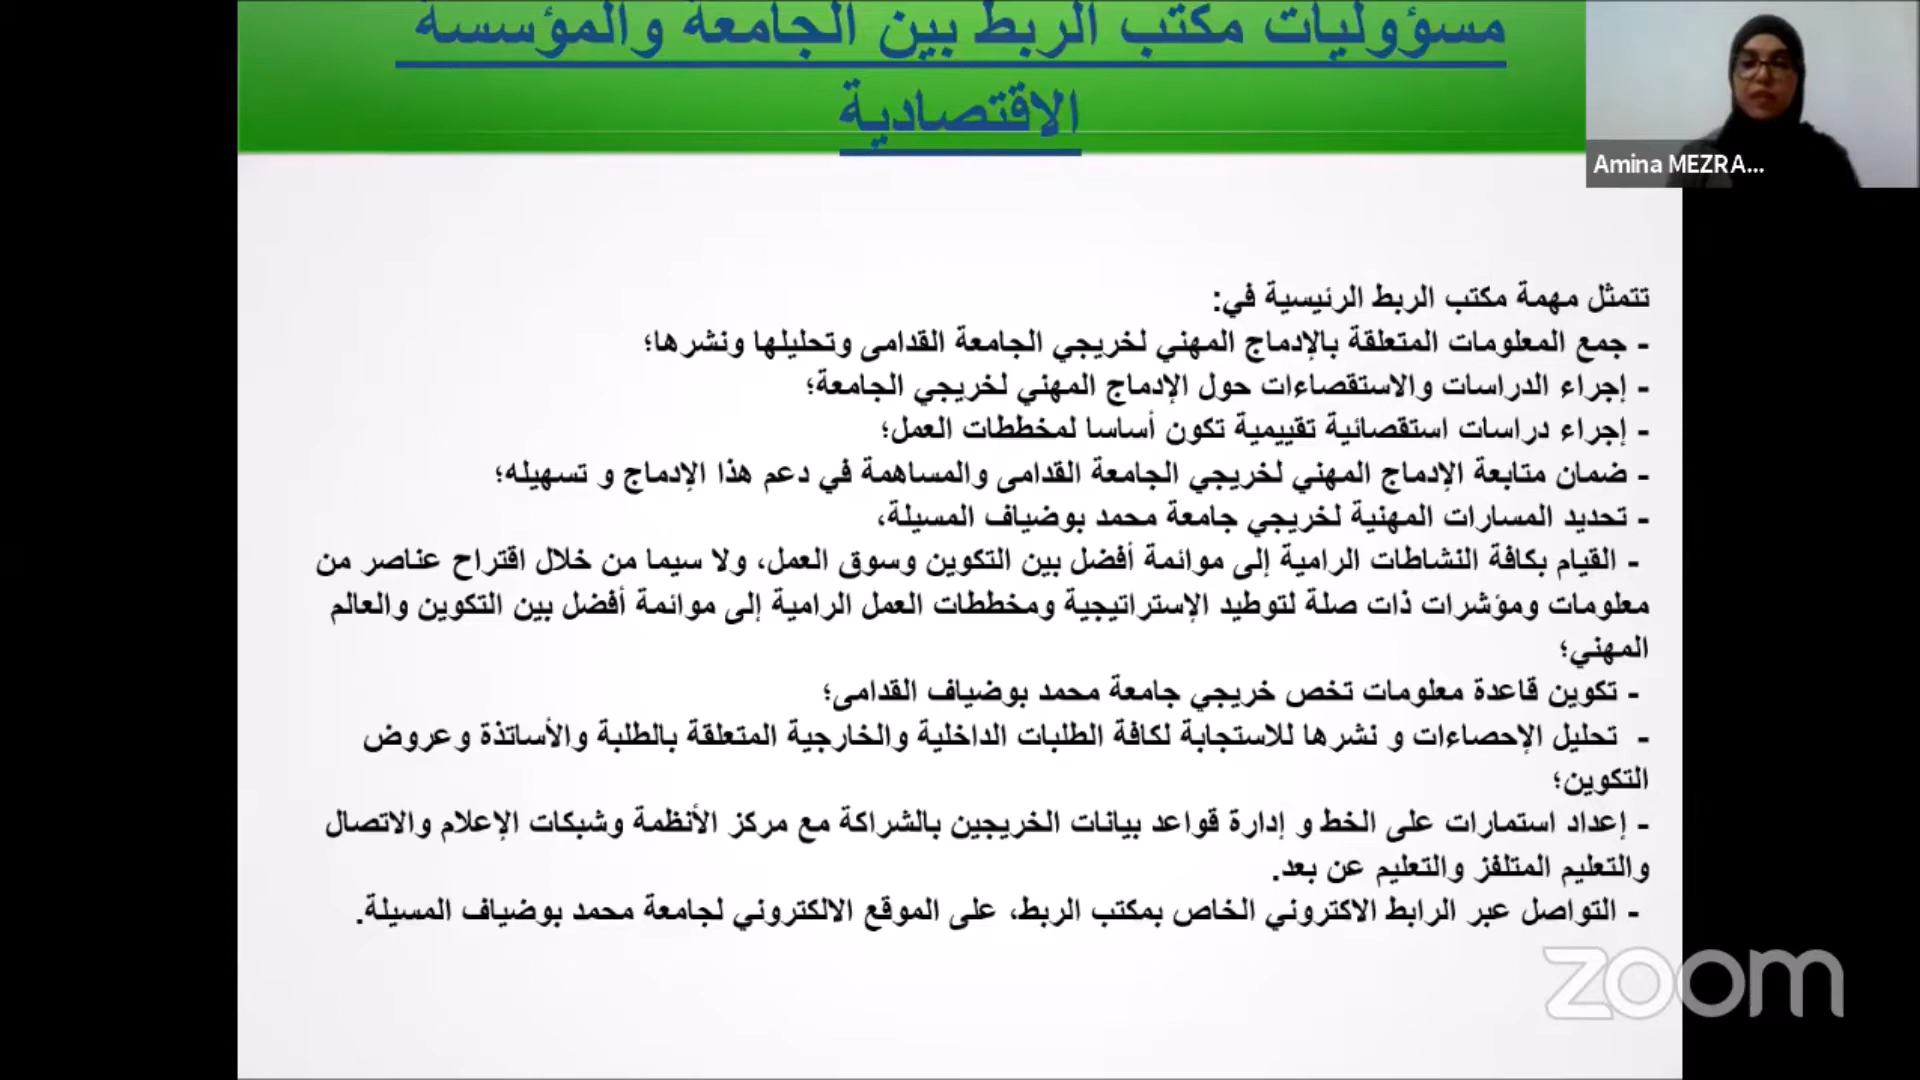 مسؤوليات مكتب الربط بين الجامعة والمؤسسة
الاقتصادية
Amina MEZRA...
تتمثل مهمة مكتب الربط الرئيسية في:
- جمع المعلومات المتعلقة بالإدماج المهني لخريجي الجامعة القدامى وتحليلها ونشرها؛
- إجراء الدراسات والاستقصاءات حول الإدماج المهني لخريجي الجامعة؛
- إجراء دراسات استقصائية تقييمية تكون أساسا لمخططات العمل؛
- ضمان متابعة الإدماج المهني لخريجي الجامعة القدامى والمساهمة في دعم هذا الإدماج و تسهيله؛
- تحديد المسارات المهنية لخريجي جامعة محمد بوضياف المسيلة،
- القيام بكافة النشاطات الرامية إلى موائمة أفضل بين التكوين وسوق العمل، ولا سيما من خلال اقتراح عناصر من
معلومات ومؤشرات ذات صلة لتوطيد الإستراتيجية ومخططات العمل الرامية إلى موائمة أفضل بين التكوين والعالم
المهني؛
- تكوين قاعدة معلومات تخص خريجي جامعة محمد بوضياف القدامى؛
- تحليل الإحصاءات و نشرها للاستجابة لكافة الطلبات الداخلية والخارجية المتعلقة بالطلبة والأساتذة وعروض
التكوين؛
- إعداد استمارات على الخط و إدارة قواعد بيانات الخريجين بالشراكة مع مركز الأنظمة وشبكات الإعلام والاتصال
والتعليم المتلفز والتعليم عن بعد.
- التواصل عبر الرابط الاكتروني الخاص بمكتب الربط، على الموقع الالكتروني لجامعة محمد بوضياف المسيلة.
zoom